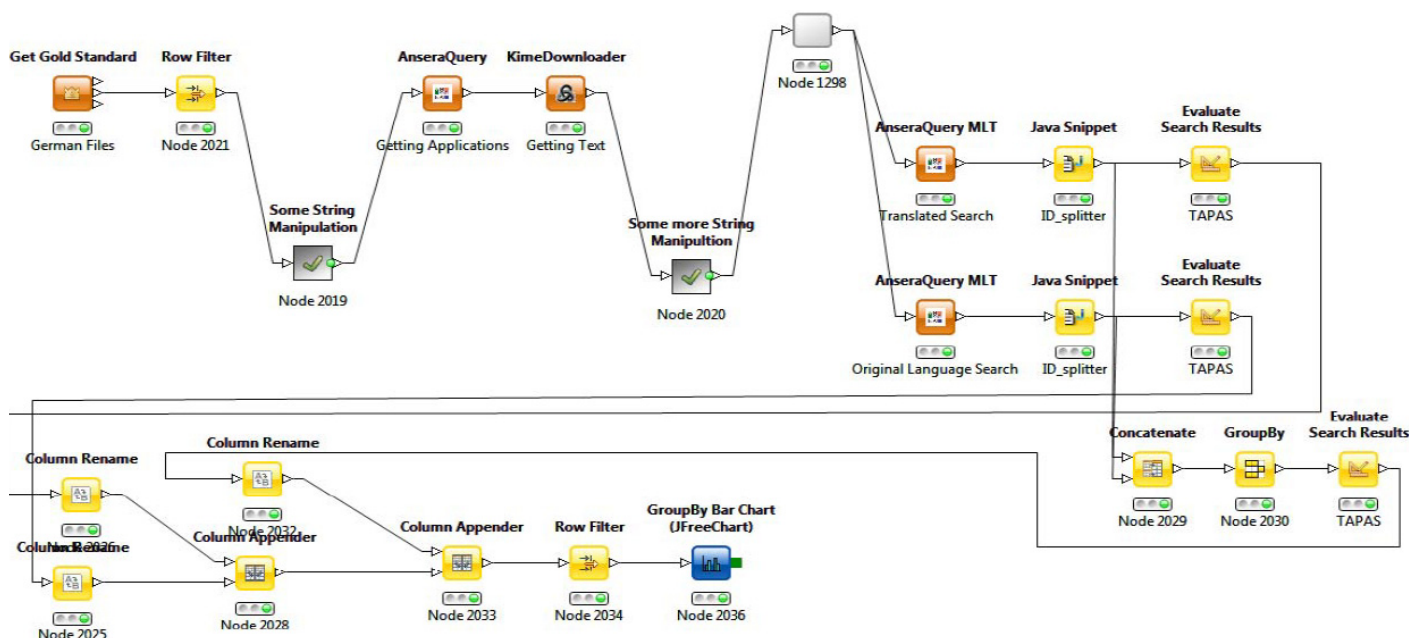 Get Gold Standard
German Files
Row Filter
Node 2021
Some String
Manipulation
Node 2019
AnseraQuery
Getting Applications
KimeDownloader
Getting Text
Some more String
Manipultion
Node 2020
Node 1298
AnseraQuery MLT
Translated Search
Java Snippet
ID_splitter
Evaluate
Search Results
TAPAS
AnseraQuery MLT
Original Language Search
Java Snippet
ID_splitter
Evaluate
Search Results
TAPAS
Concatenate
Node 2029
GroupBy
Node 2030
Evaluate
Search Results
TAPAS
Column Rename
Node 2026
Column Rename
Node 2025
Column Rename
Node 2032
Column Appender
Node 2028
Column Appender
Node 2033
Row Filter
Node 2034
GroupBy Bar Chart
(JFreeChart)
Node 2036